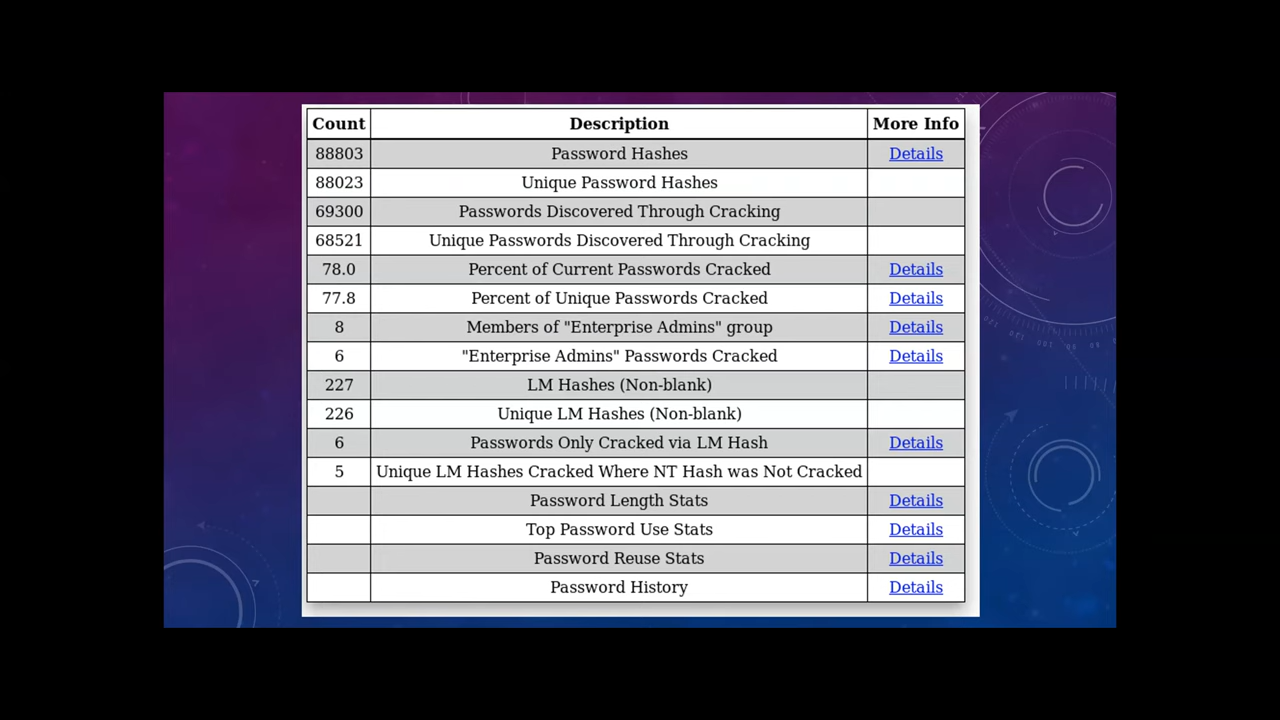 Count Description More Info
88803 Password Hashes Details
88023 Unique Password Hashes
69300 Passwords Discovered Through Cracking
68521 Unique Passwords Discovered Through Cracking
78.0 Percent of Current Passwords Cracked Details
77.8 Percent of Unique Passwords Cracked Details
8 Members of "Enterprise Admins" group Details
6 "Enterprise Admins" Passwords Cracked Details
227 LM Hashes (Non-blank)
226 Unique LM Hashes (Non-blank)
6 Passwords Only Cracked via LM Hash Details
5 Unique LM Hashes Cracked Where NT Hash was Not Cracked
Password Length Stats Details
Top Password Use Stats Details
Password Reuse Stats Details
Password History Details